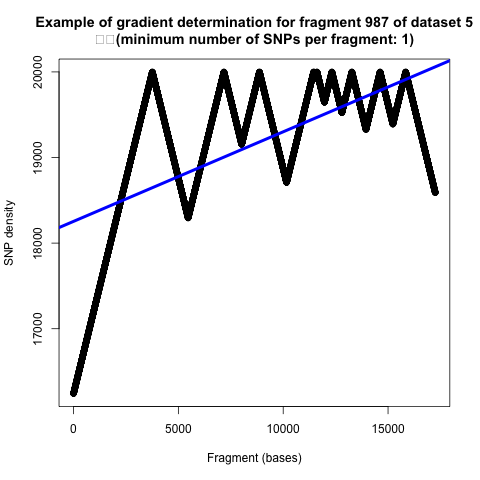 Example of gradient determination for fragment 987 of dataset 5
(minimum number of SNPs per fragment: 1)
20000
19000
18000
17000
SNP density
0 5000 10000 15000
Fragment (bases)